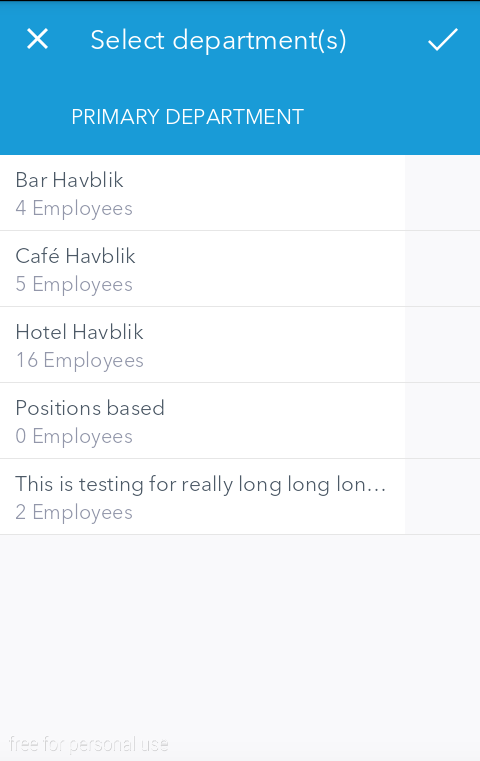 Select department(s)
PRIMARY DEPARTMENT
Bar Havblik
4 Employees
Café Havblik
5 Employees
Hotel Havblik
16 Employees
Positions based
0 Employees
This is testing for really long long lon...
2 Employees
free for personal use